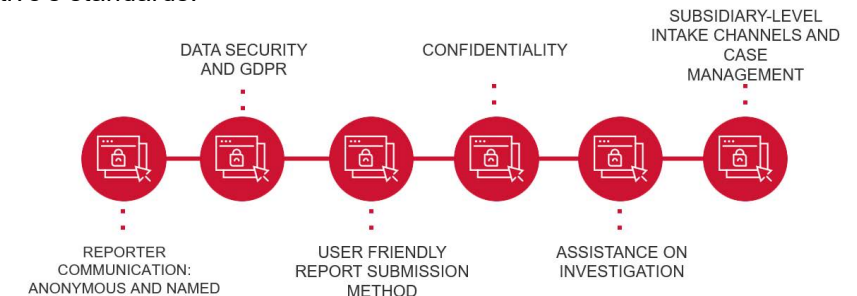 SUBSIDIARY-LEVEL
INTAKE CHANNELS AND
CASE
MANAGEMENT
DATA SECURITY
AND GDPR
CONFIDENTIALITY
REPORTER
COMMUNICATION:
ANONYMOUS AND NAMED
USER FRIENDLY
REPORT SUBMISSION
METHOD
ASSISTANCE ON
INVESTIGATION